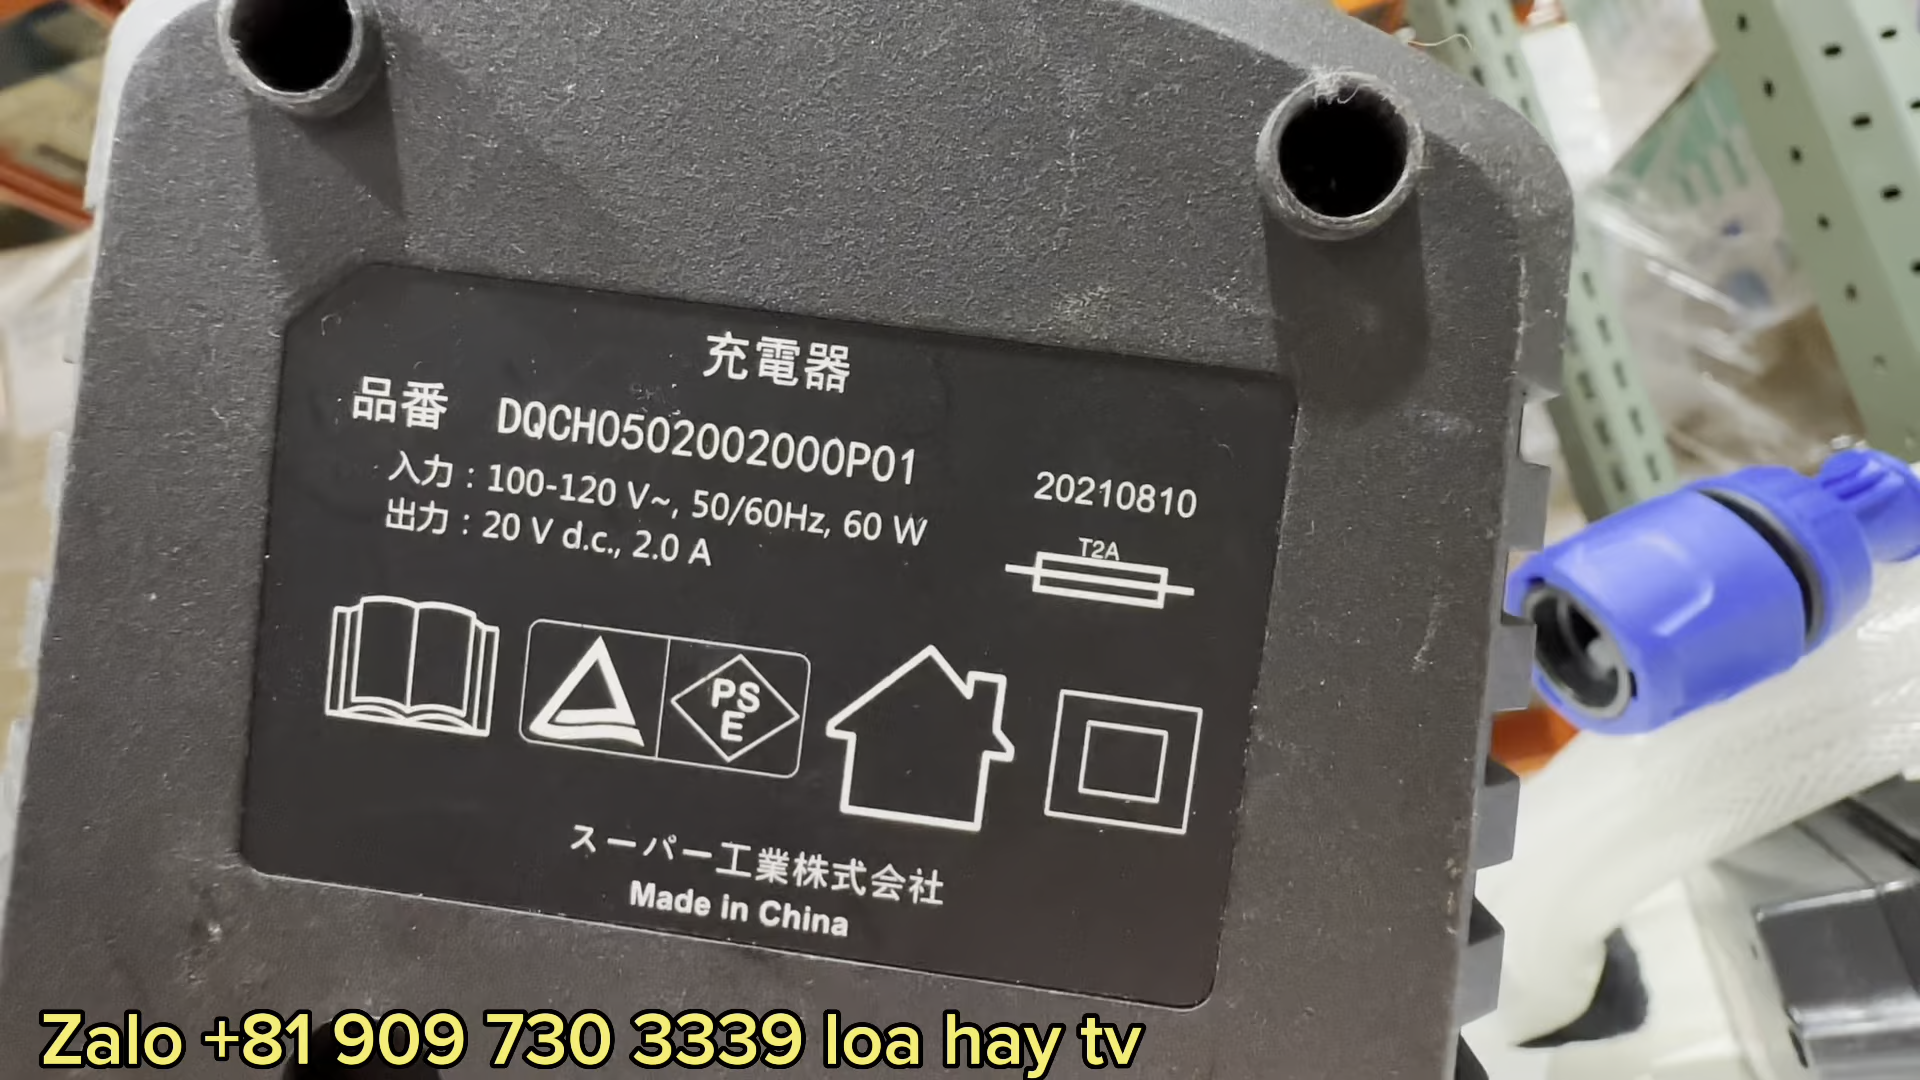 充電器
品番 DQCH0502002000P01
入力：100-120 V~, 50/60Hz, 60 W
出力：20 V d.c., 2.0 A
20210810
T2A
PS
E
スーパー工業株式会社
Made in China
Zalo +81 909 730 3339 loa hay tv